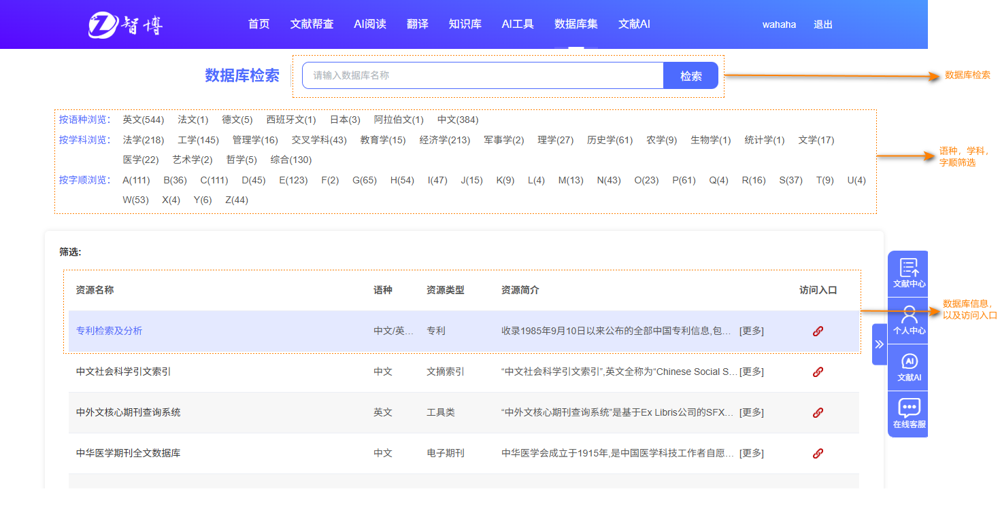 智博
首页 文献帮查 AI阅读 翻译 知识库 AI工具 数据库集 文献AI wahaha 退出
数据库检索 请输入数据库名称 检索 数据库检索
按语种浏览： 英文(544) 法文(1) 德文(5) 西班牙文(1) 日本(3) 阿拉伯文(1) 中文(384)
按学科浏览： 法学(218) 工学(145) 管理学(16) 交叉学科(43) 教育学(15) 经济学(213) 军事学(2) 理学(27) 历史学(61) 农学(9) 生物学(1) 统计学(1) 文学(17)
医学(22) 艺术学(2) 哲学(5) 综合(130)
语种，学科，
字顺筛选
按字顺浏览： A(111) B(36) C(111) D(45) E(123) F(2) G(65) H(54) I(47) J(15) K(9) L(4) M(13) N(43) O(23) P(61) Q(4) R(16) S(37) T(9) U(4)
W(53) X(4) Y(6) Z(44)
筛选:
资源名称 语种 资源类型 资源简介 访问入口
专利检索及分析 中文/英... 专利 收录1985年9月10日以来公布的全部中国专利信息,包... [更多]
中文社会科学引文索引 中文 文摘索引 “中文社会科学引文索引”,英文全称为“Chinese Social S... [更多]
中外文核心期刊查询系统 英文 工具类 “中外文核心期刊查询系统”是基于Ex Libris公司的SFX... [更多]
中华医学期刊全文数据库 中文 电子期刊 中华医学会成立于1915年,是中国医学科技工作者自愿... [更多]
文献中心
数据库信息，
以及访问入口
个人中心
AI
文献AI
在线客服